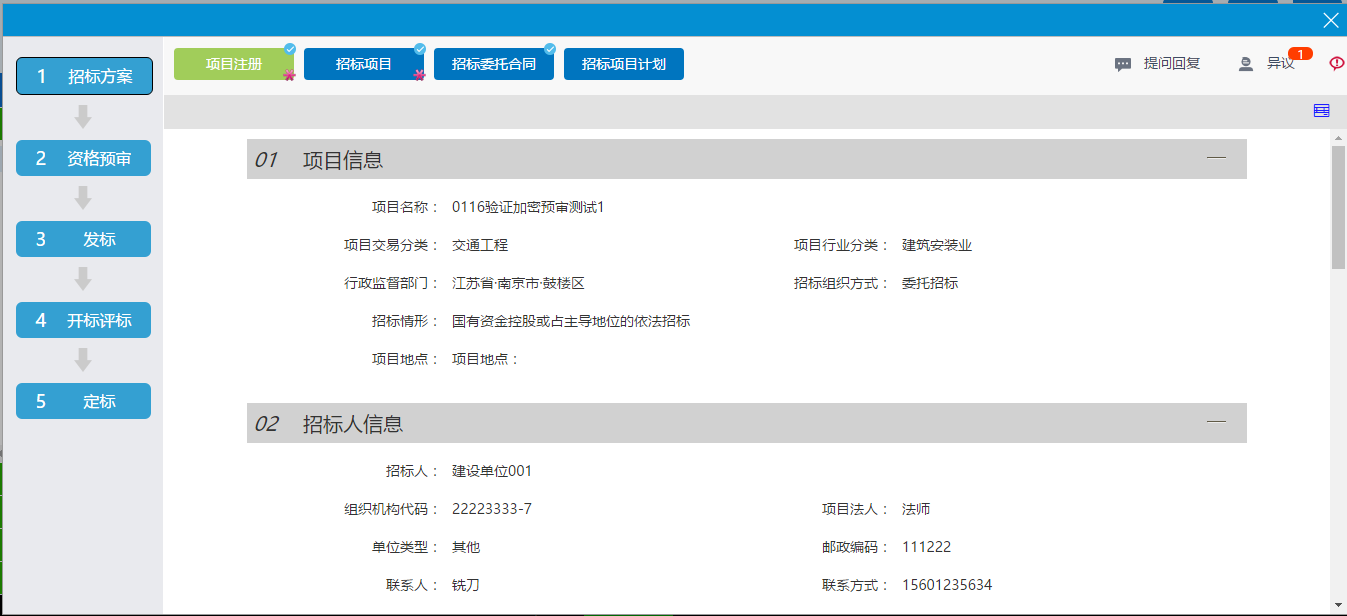 1 招标方案
2 资格预审
3 发标
4 开标评标
5 定标
项目注册 招标项目 招标委托合同 招标项目计划 提问回复 异议 1
01 项目信息
项目名称： 0116验证加密预审测试1
项目交易分类： 交通工程 项目行业分类： 建筑安装业
行政监督部门： 江苏省·南京市·鼓楼区 招标组织方式： 委托招标
招标情形： 国有资金控股或占主导地位的依法招标
项目地点： 项目地点：
02 招标人信息
招标人： 建设单位001
组织机构代码： 22223333-7 项目法人： 法师
单位类型： 其他 邮政编码： 111222
联系人： 铣刀 联系方式： 15601235634